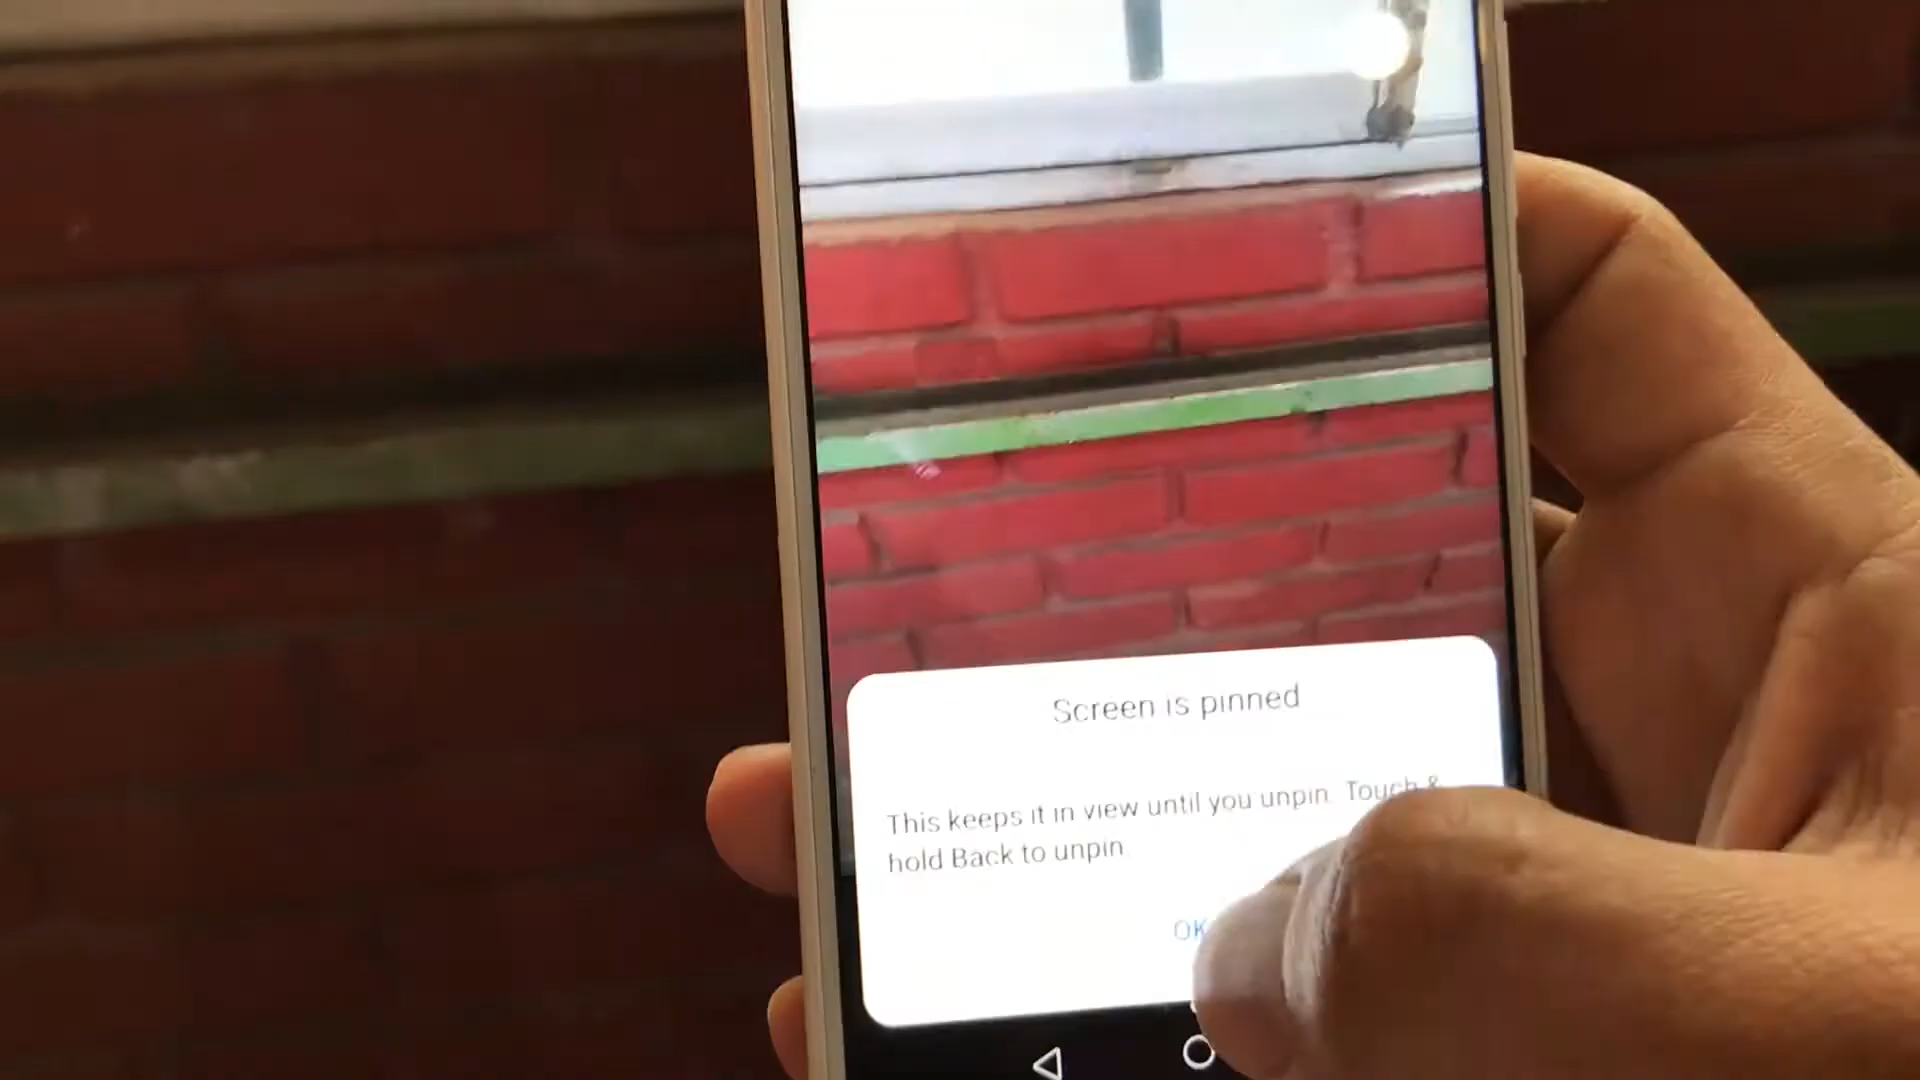 Screen is pinned
This keeps it in view until you unpin. Touch &
hold Back to unpin.
OK